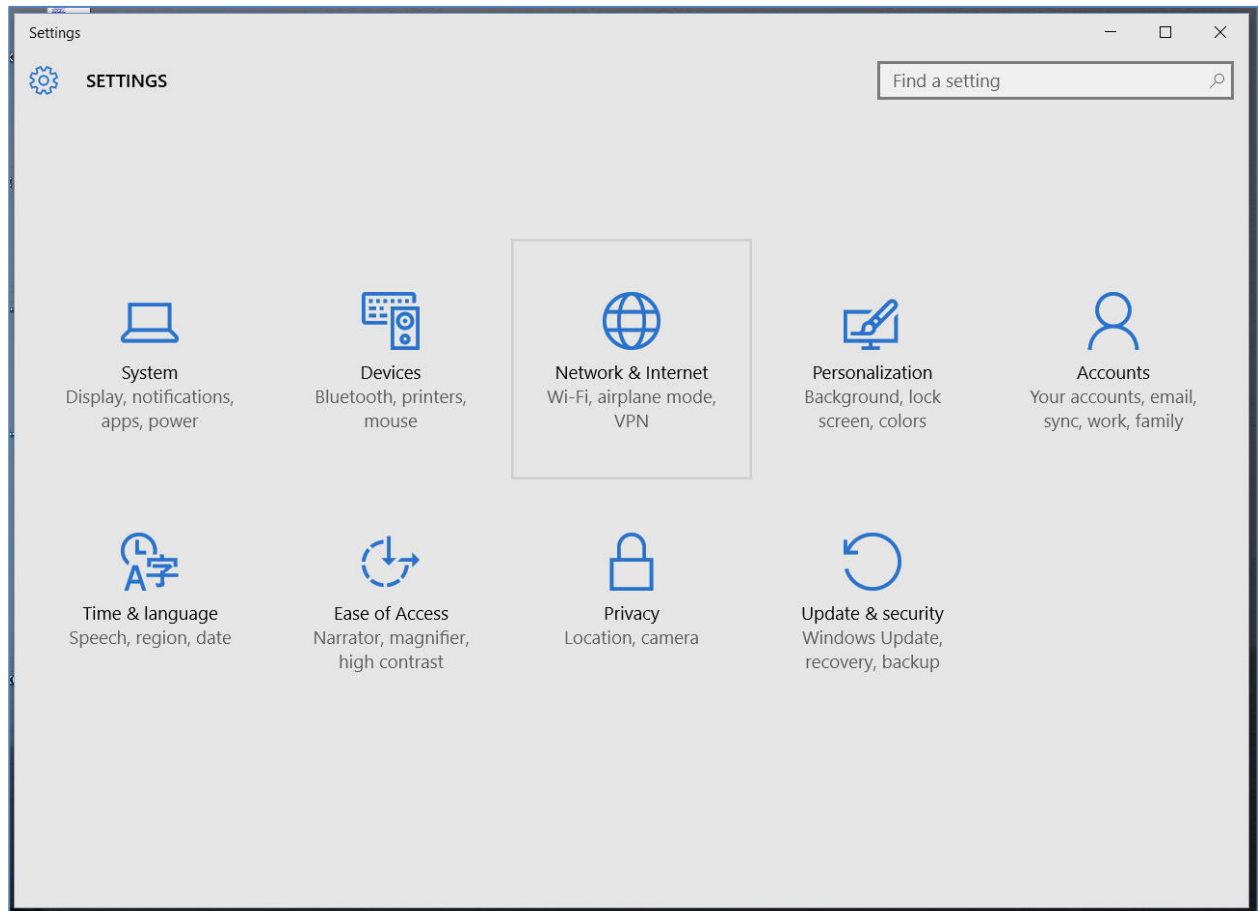 Settings
SETTINGS
Find a setting
System
Display, notifications,
apps, power
Devices
Bluetooth, printers,
mouse
Network & Internet
Wi-Fi, airplane mode,
VPN
Personalization
Background, lock
screen, colors
Accounts
Your accounts, email,
sync, work, family
Time & language
Speech, region, date
Ease of Access
Narrator, magnifier,
high contrast
Privacy
Location, camera
Update & security
Windows Update,
recovery, backup